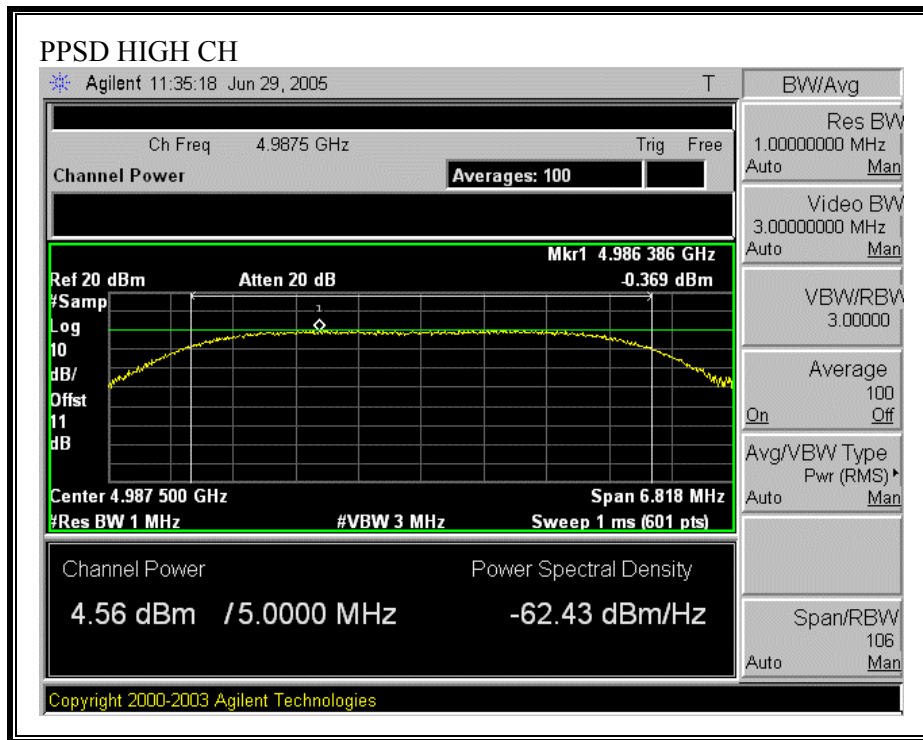 PPSD HIGH CH
Agilent 11:35:18 Jun 29, 2005 T
Ch Freq 4.9875 GHz Trig Free
Channel Power Averages: 100
Mkr1 4.986 386 GHz
Ref 20 dBm Atten 20 dB -0.369 dBm
#Samp
Log
10
dB/
Offst
11
dB
1
Center 4.987 500 GHz Span 6.818 MHz
#Res BW 1 MHz #VBW 3 MHz Sweep 1 ms (601 pts)
Channel Power Power Spectral Density
4.56 dBm /5.0000 MHz -62.43 dBm/Hz
Copyright 2000-2003 Agilent Technologies
BW/Avg
Res BW
1.00000000 MHz
Auto Man
Video BW
3.00000000 MHz
Auto Man
VBW/RBW
3.00000
Average
100
On Off
Avg/VBW Type
Pwr (RMS)
Auto Man
Span/RBW
106
Auto Man